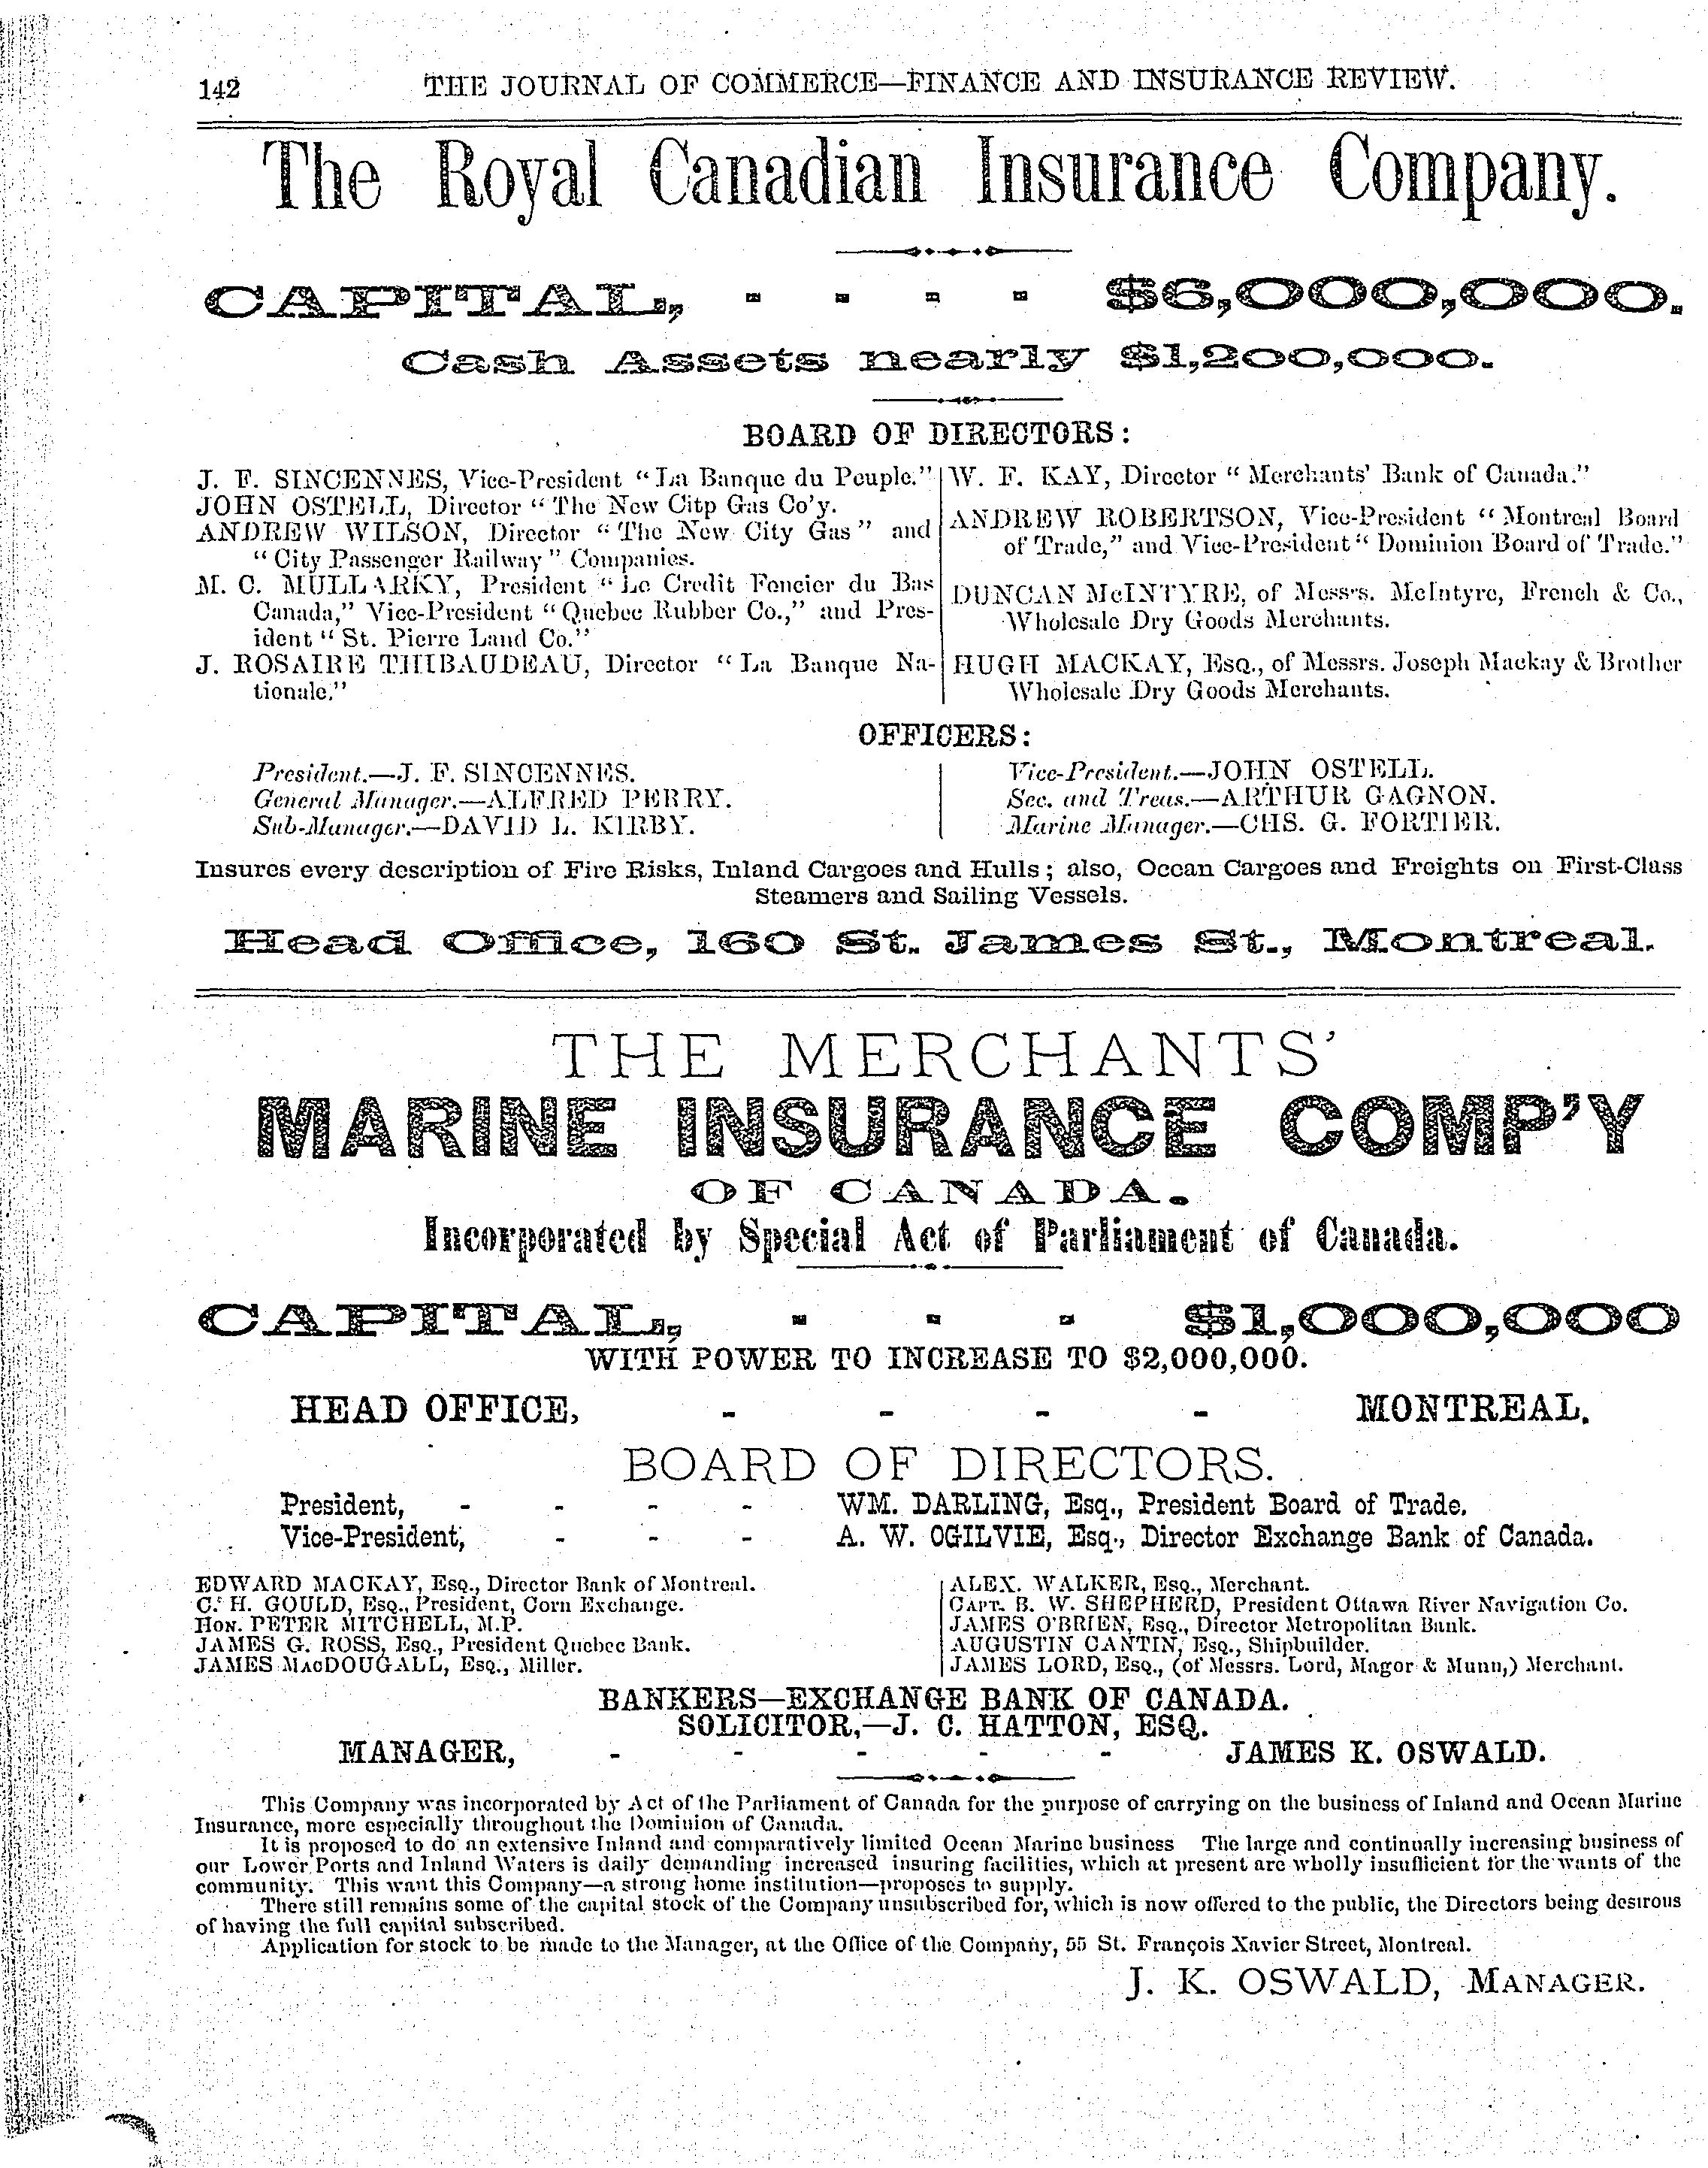 142 THE JOURNAL OF COMMERCE—FINANCE AND INSURANCE REVIEW.
The Royal Canadian Insurance Company.
CAPITAL, - - - - $6,000,000.
Cash Assets nearly $1,200,000.
BOARD OF DIRECTORS:
J. F. SINCENNES, Vice-President "La Banque du Peuple."
JOHN OSTELL, Director "The New Citp Gas Co'y.
ANDREW WILSON, Director "The New City Gas" and
"City Passenger Railway" Companies.
M. C. MULLARKY, President "Le Credit Foncier du Bas
Canada," Vice-President "Quebec Rubber Co.," and Pres-
ident "St. Pierre Land Co."
J. ROSAIRE THIBAUDEAU, Director "La Banque Na-
tionale."
W. F. KAY, Director "Merchants' Bank of Canada."
ANDREW ROBERTSON, Vice-President "Montreal Board
of Trade," and Vice-President "Dominion Board of Trade."
DUNCAN McINTYRE, of Messrs. McIntyre, French & Co.,
Wholesale Dry Goods Merchants.
HUGH MACKAY, Esq., of Messrs. Joseph Mackay & Brother
Wholesale Dry Goods Merchants.
OFFICERS:
President.—J. F. SINCENNES.
General Manager.—ALFRED PERRY.
Sub-Manager.—DAVID L. KIRBY.
Vice-President.—JOHN OSTELL.
Sec. and Treas.—ARTHUR GAGNON.
Marine Manager.—CHS. G. FORTIER.
Insures every description of Fire Risks, Inland Cargoes and Hulls; also, Ocean Cargoes and Freights on First-Class
Steamers and Sailing Vessels.
Head Office, 160 St. James St., Montreal.
THE MERCHANTS'
MARINE INSURANCE COMP'Y
OF CANADA.
Incorporated by Special Act of Parliament of Canada.
CAPITAL, - - - $1,000,000
WITH POWER TO INCREASE TO $2,000,000.
HEAD OFFICE, - - - - MONTREAL.
BOARD OF DIRECTORS.
President, - - - - WM. DARLING, Esq., President Board of Trade.
Vice-President, - - - A. W. OGILVIE, Esq., Director Exchange Bank of Canada.
EDWARD MACKAY, Esq., Director Bank of Montreal.
C. H. GOULD, Esq., President, Corn Exchange.
Hon. PETER MITCHELL, M.P.
JAMES G. ROSS, Esq., President Quebec Bank.
JAMES MacDOUGALL, Esq., Miller.
ALEX. WALKER, Esq., Merchant.
Capt. B. W. SHEPHERD, President Ottawa River Navigation Co.
JAMES O'BRIEN, Esq., Director Metropolitan Bank.
AUGUSTIN CANTIN, Esq., Shipbuilder.
JAMES LORD, Esq., (of Messrs. Lord, Magor & Munn,) Merchant.
BANKERS—EXCHANGE BANK OF CANADA.
SOLICITOR,—J. C. HATTON, ESQ.
MANAGER, - - - - - JAMES K. OSWALD.
This Company was incorporated by Act of the Parliament of Canada for the purpose of carrying on the business of Inland and Ocean Marine
Insurance, more especially throughout the Dominion of Canada.
It is proposed to do an extensive Inland and comparatively limited Ocean Marine business The large and continually increasing business of
our Lower Ports and Inland Waters is daily demanding increased insuring facilities, which at present are wholly insufficient for the wants of the
community. This want this Company—a strong home institution—proposes to supply.
There still remains some of the capital stock of the Company unsubscribed for, which is now offered to the public, the Directors being desirous
of having the full capital subscribed.
Application for stock to be made to the Manager, at the Office of the Company, 55 St. François Xavier Street, Montreal.
J. K. OSWALD, MANAGER.